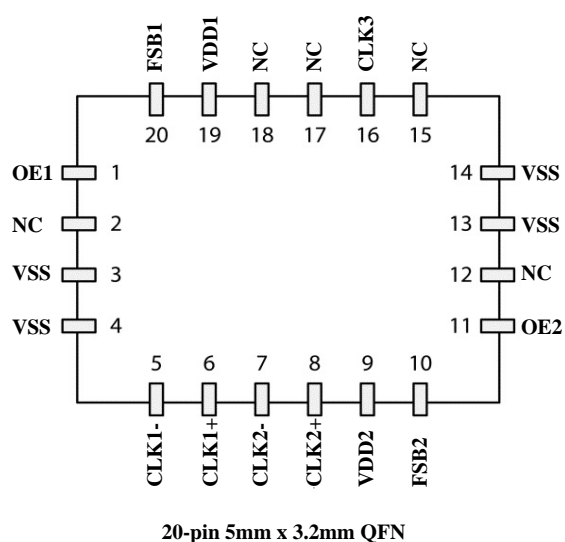 FSB1 VDD1 NC NC CLK3 NC
20 19 18 17 16 15
OE1 1 14 VSS
NC 2 13 VSS
VSS 3 12 NC
VSS 4 11 OE2
5 6 7 8 9 10
CLK1- CLK1+ CLK2- CLK2+ VDD2 FSB2
20-pin 5mm x 3.2mm QFN